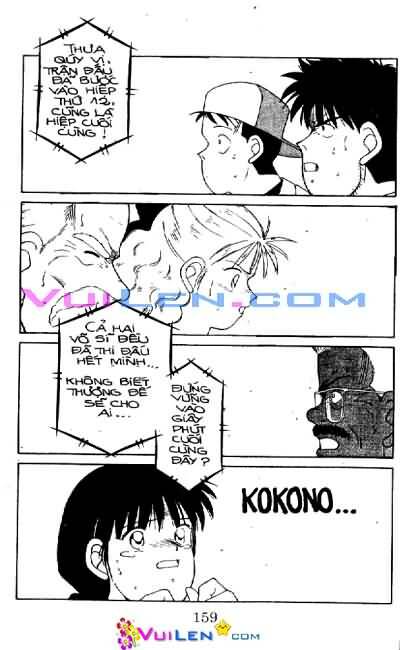 THƯA
QUÝ VỊ,
TRẬN ĐẤU
ĐÃ BƯỚC
VÀO HIỆP
THỨ 12,
CŨNG LÀ
HIỆP CUỐI
CÙNG!
VUILEN.COM
CẢ HAI
VÕ SĨ ĐỀU
ĐÃ THI ĐẤU
HẾT MÌNH...
KHÔNG BIẾT
THƯỢNG ĐẾ
SẼ CHO
AI...
ĐỨNG
VỮNG
VÀO
GIÂY
PHÚT
CUỐI
CÙNG
ĐÂY?
KOKONO...
159
VUILEN.COM